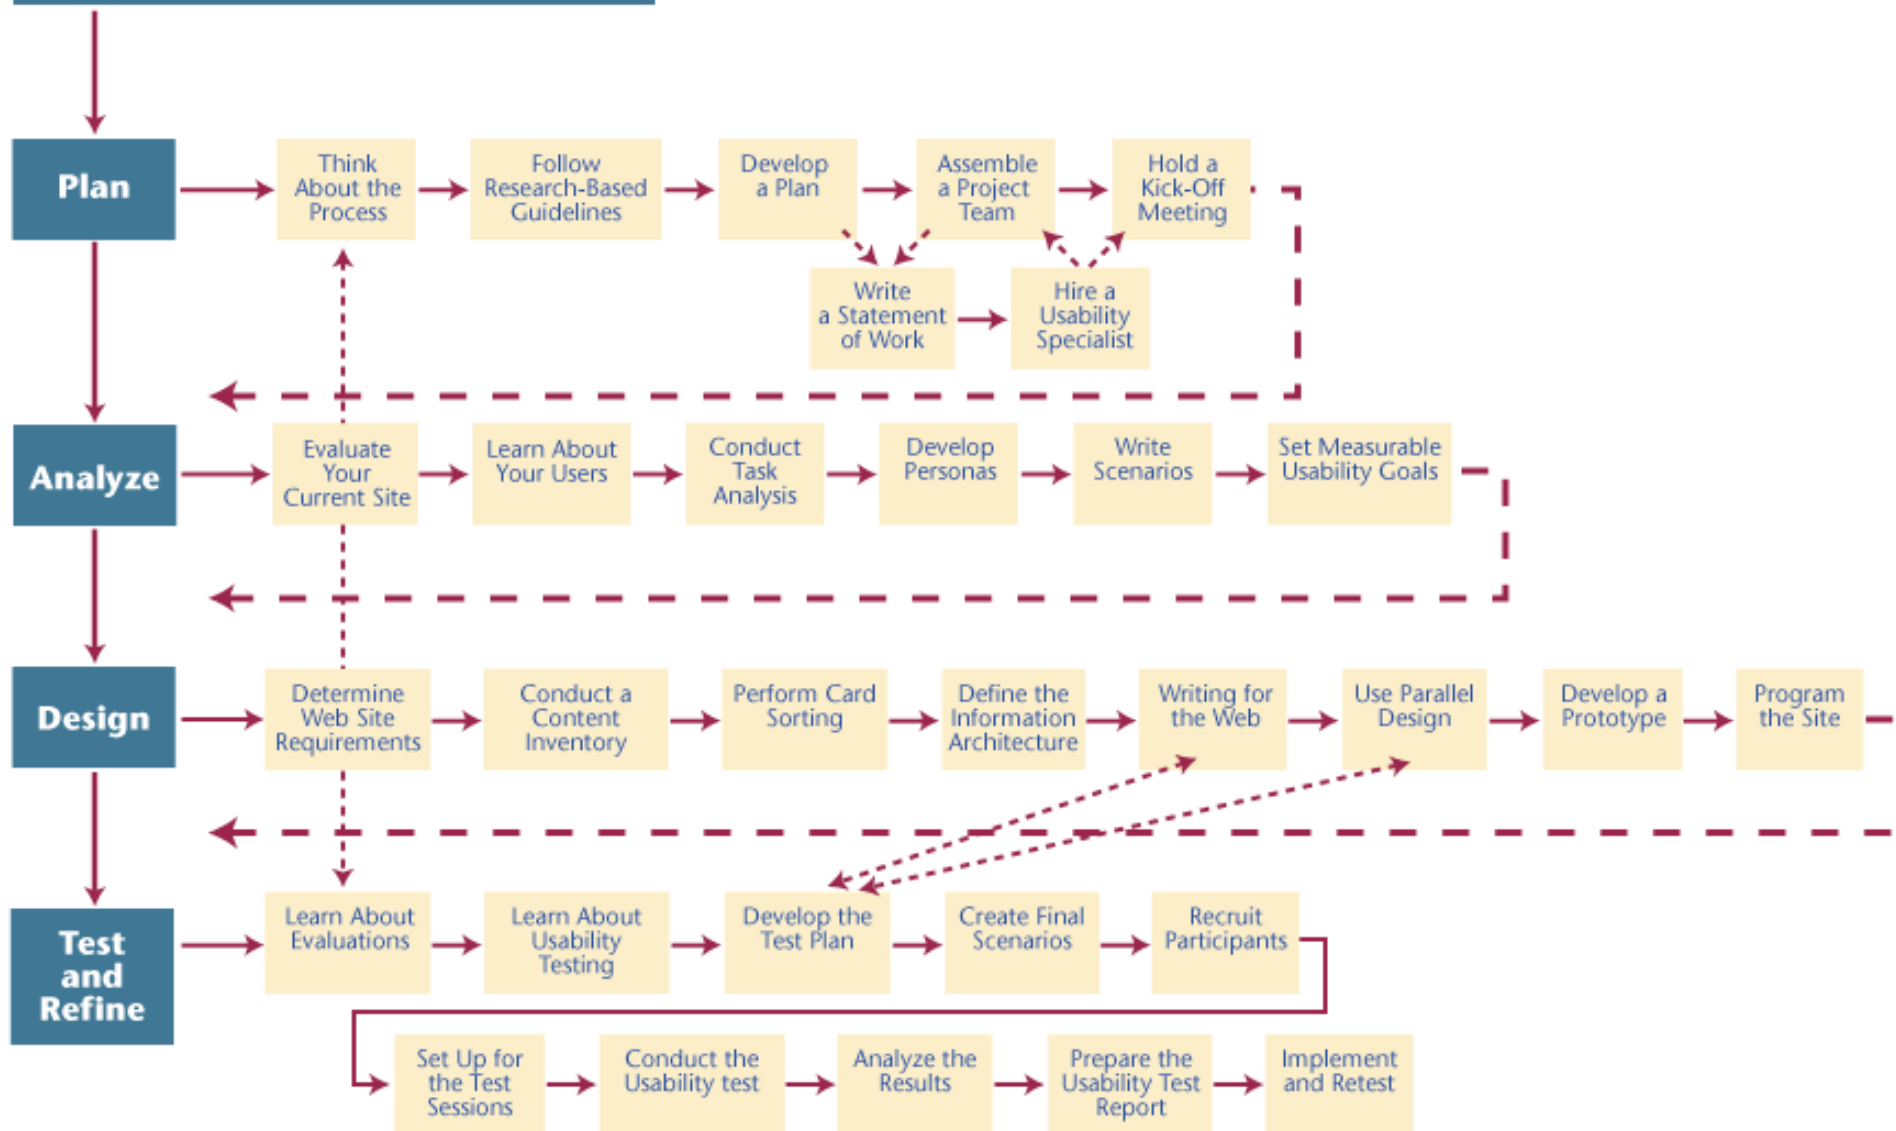 Plan
Think
About the
Process
Follow
Research-Based
Guidelines
Develop
a Plan
Assemble
a Project
Team
Hold a
Kick-Off
Meeting
Write
a Statement
of Work
Hire a
Usability
Specialist
Analyze
Evaluate
Your
Current Site
Learn About
Your Users
Conduct
Task
Analysis
Develop
Personas
Write
Scenarios
Set Measurable
Usability Goals
Design
Determine
Web Site
Requirements
Conduct a
Content
Inventory
Perform Card
Sorting
Define the
Information
Architecture
Writing for
the Web
Use Parallel
Design
Develop a
Prototype
Program
the Site
Test
and
Refine
Learn About
Evaluations
Learn About
Usability
Testing
Develop the
Test Plan
Create Final
Scenarios
Recruit
Participants
Set Up for
the Test
Sessions
Conduct the
Usability test
Analyze the
Results
Prepare the
Usability Test
Report
Implement
and Retest